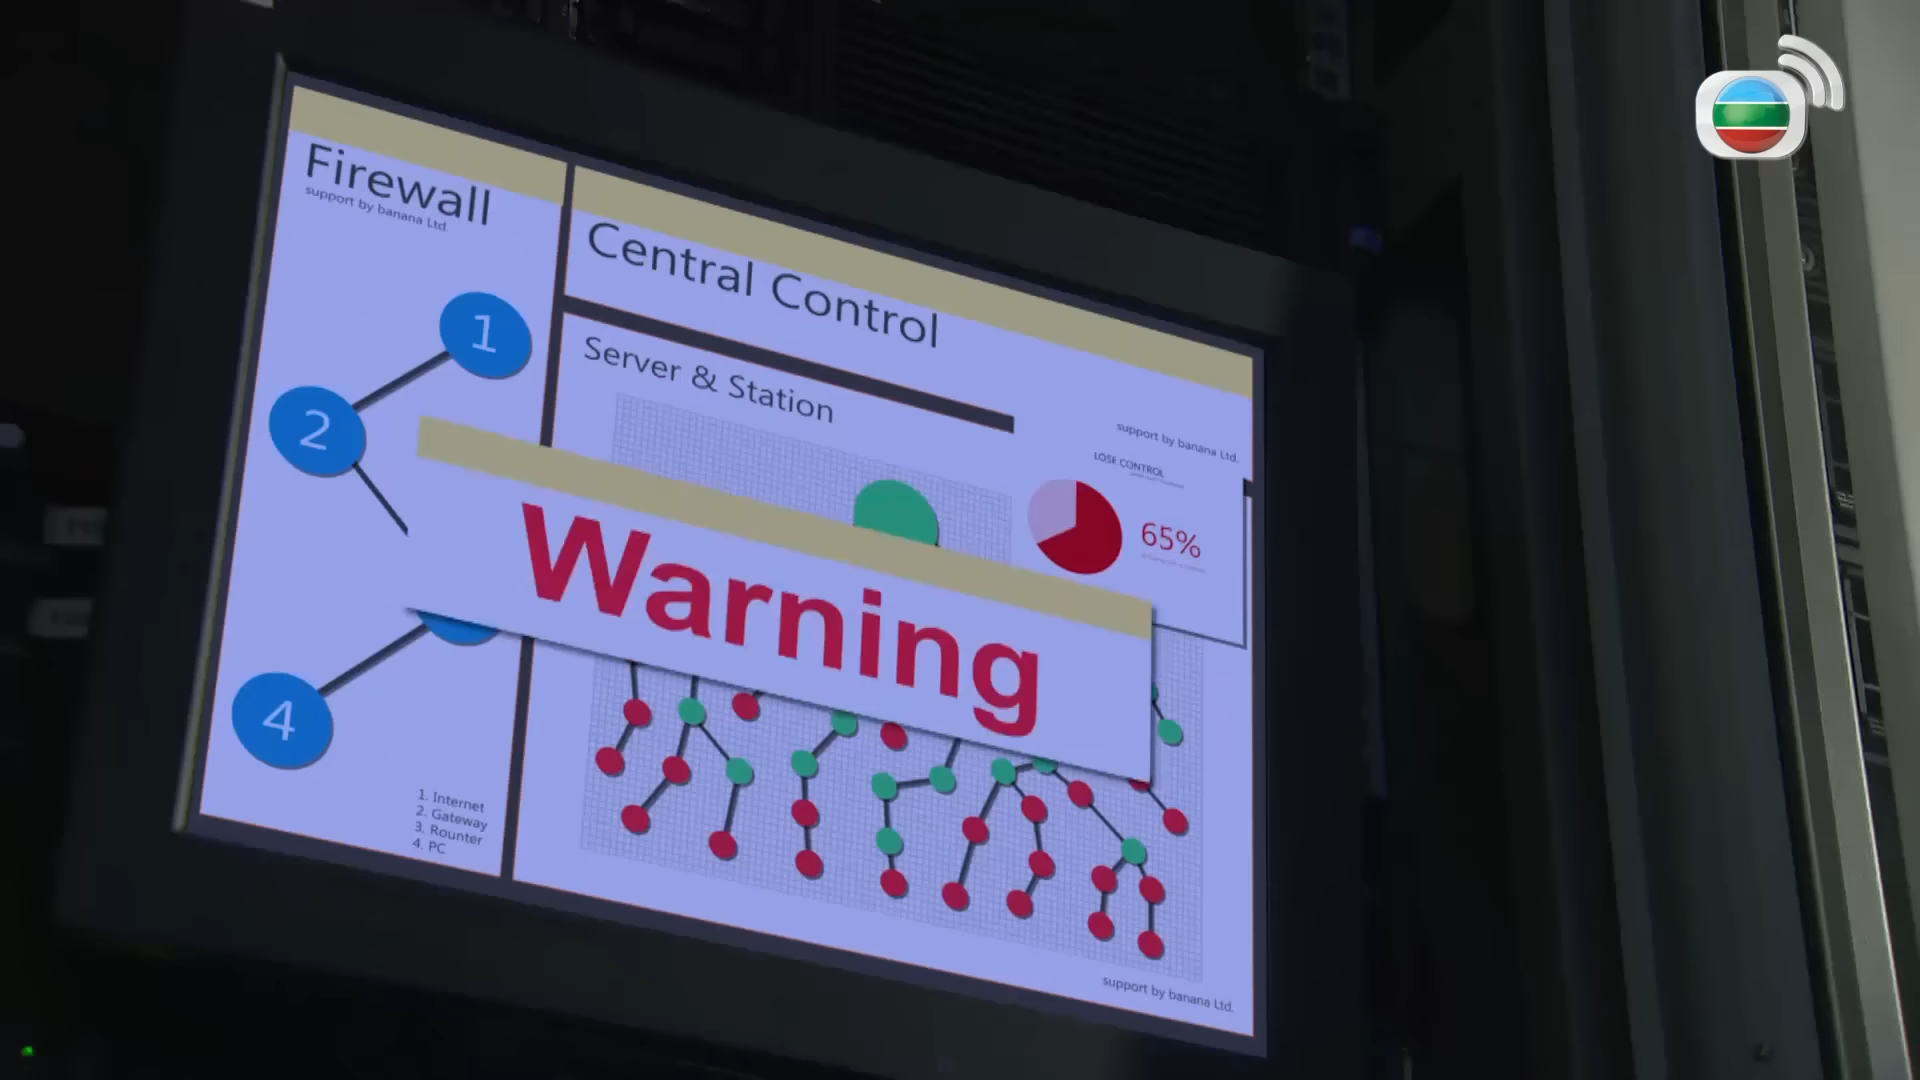 Firewall
support by banana Ltd.
1
2
4
1. Internet
2. Gateway
3. Rounter
4. PC
Central Control
Server & Station
support by banana Ltd.
LOSE CONTROL
65%
Warning
support by banana Ltd.